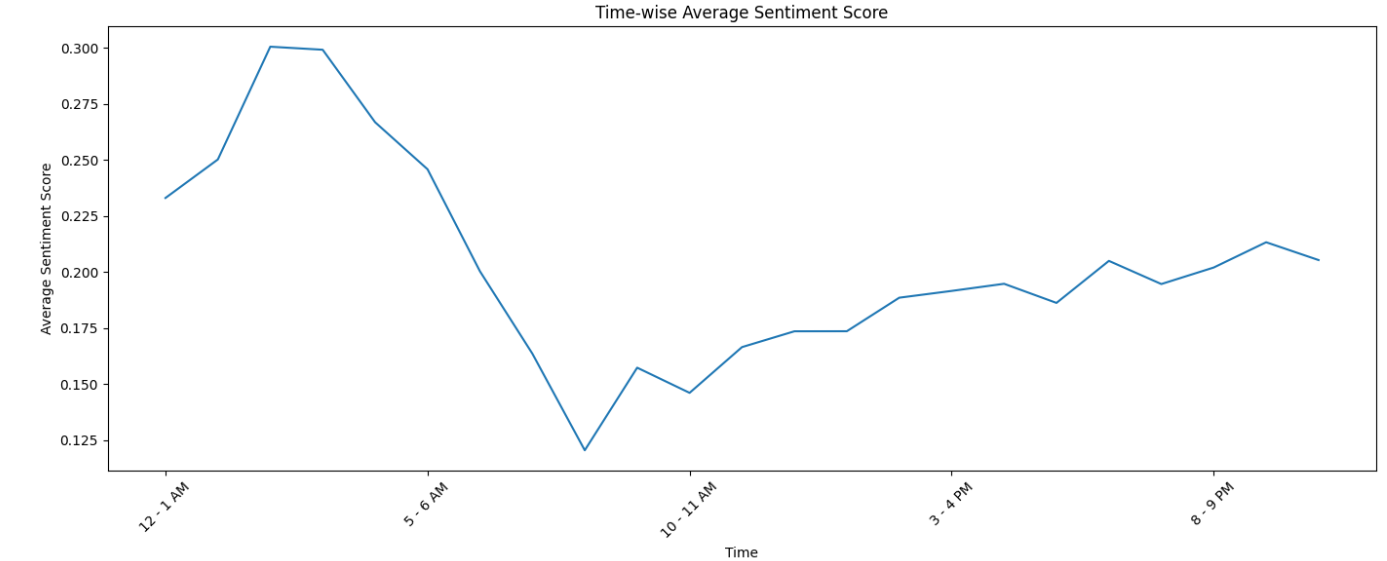 Time-wise Average Sentiment Score
0.300
0.275
0.250
0.225
0.200
0.175
0.150
0.125
Average Sentiment Score
12 - 1 AM
5 - 6 AM
10 - 11 AM
3 - 4 PM
8 - 9 PM
Time